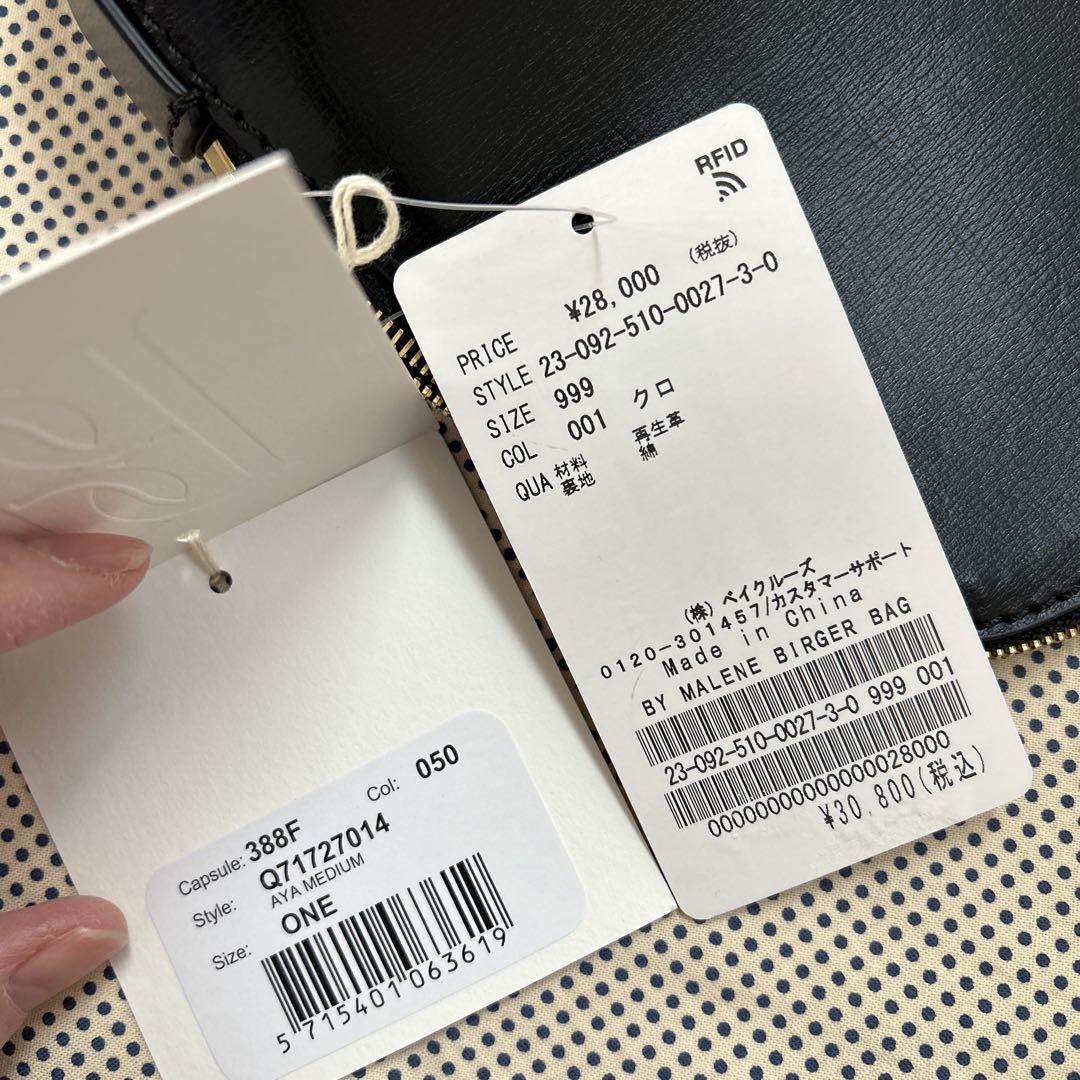 RFID
PRICE ¥28,000 (税抜)
STYLE 23-092-510-0027-3-0
SIZE 999
COL 001 クロ
QUA 材料 再生革
裏地 綿
(株) ベイクルーズ
0120-301457/カスタマーサポート
Made in China
BY MALENE BIRGER BAG
23-092-510-0027-3-0 999 001
0000000000000028000
¥30,800(税込)
Capsule: 388F Col: 050
Style: Q71727014
AYA MEDIUM
Size: ONE
5 715401 063619